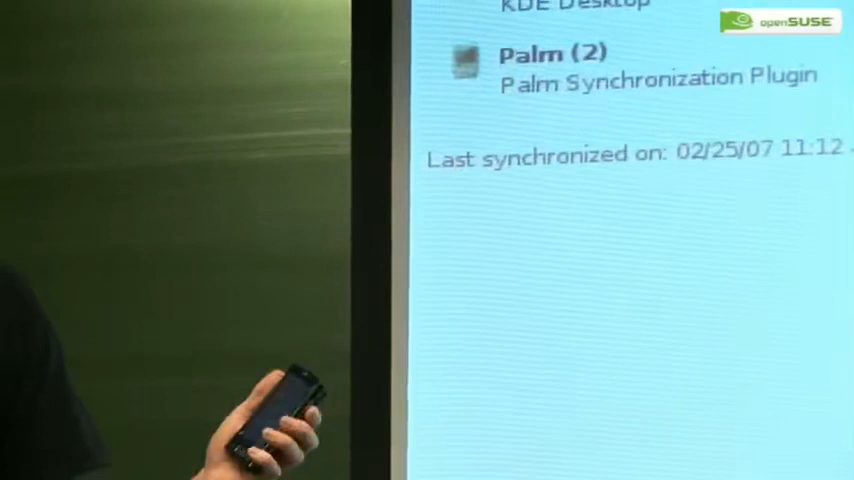 KDE Desktop
openSUSE
Palm (2)
Palm Synchronization Plugin
Last synchronized on: 02/25/07 11:12